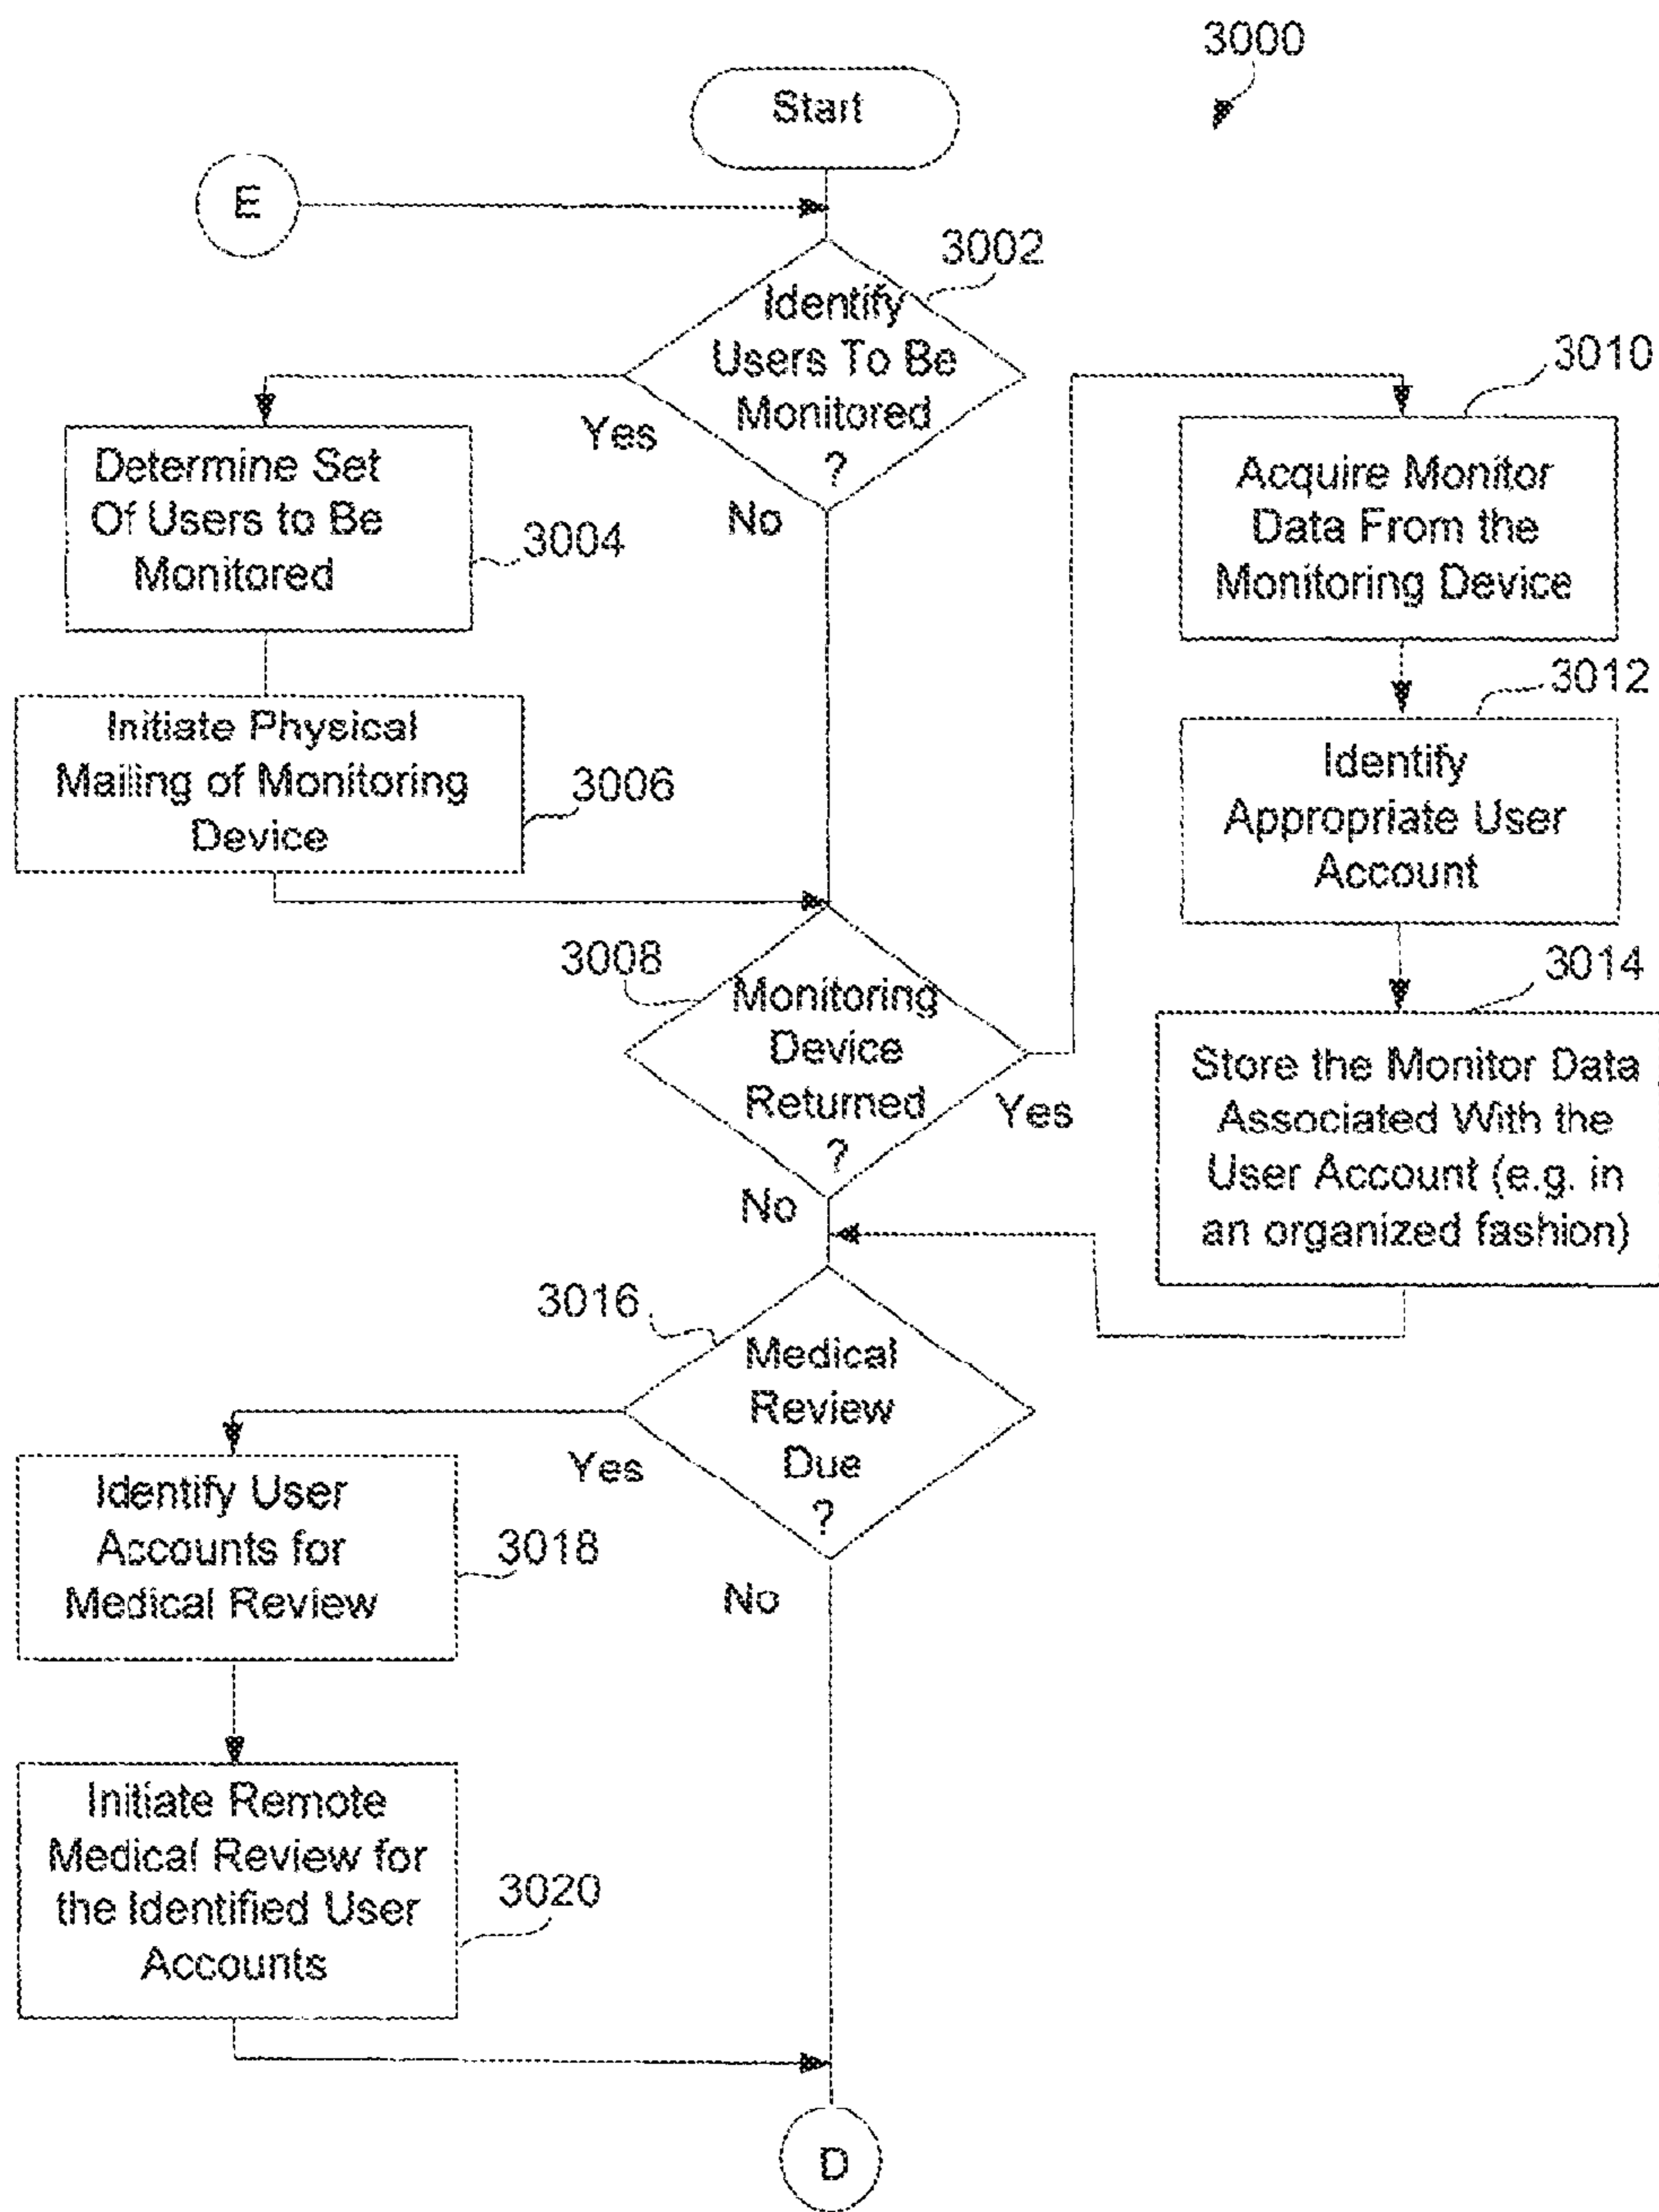 3000
Start
E
3002
Identify
Users To Be
Monitored
?
Yes
No
Determine Set
Of Users to Be
Monitored
3004
Initiate Physical
Mailing of Monitoring
Device
3006
3008
Monitoring
Device
Returned
?
Yes
No
3010
Acquire Monitor
Data From the
Monitoring Device
3012
Identify
Appropriate User
Account
3014
Store the Monitor Data
Associated With the
User Account (e.g. in
an organized fashion)
3016
Medical
Review
Due
?
Yes
No
Identify User
Accounts for
Medical Review
3018
Initiate Remote
Medical Review for
the Identified User
Accounts
3020
D